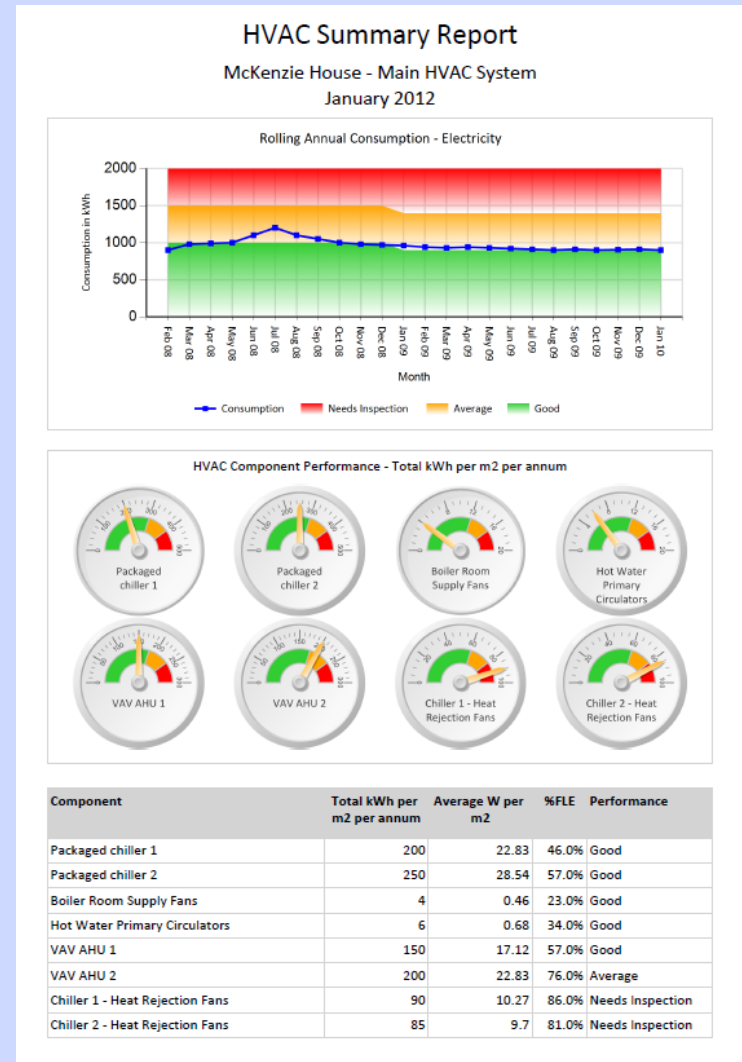 HVAC Summary Report
McKenzie House - Main HVAC System
January 2012
Rolling Annual Consumption - Electricity
Consumption in kWh
2000
1500
1000
500
0
Feb 08 Mar 08 Apr 08 May 08 Jun 08 Jul 08 Aug 08 Sep 08 Oct 08 Nov 08 Dec 08 Jan 09 Feb 09 Mar 09 Apr 09 May 09 Jun 09 Jul 09 Aug 09 Sep 09 Oct 09 Nov 09 Dec 09 Jan 10
Month
Consumption Needs Inspection Average Good
HVAC Component Performance - Total kWh per m2 per annum
Packaged chiller 1
Packaged chiller 2
Boiler Room Supply Fans
Hot Water Primary Circulators
VAV AHU 1
VAV AHU 2
Chiller 1 - Heat Rejection Fans
Chiller 2 - Heat Rejection Fans
Component Total kWh per m2 per annum Average W per m2 %FLE Performance
Packaged chiller 1 200 22.83 46.0% Good
Packaged chiller 2 250 28.54 57.0% Good
Boiler Room Supply Fans 4 0.46 23.0% Good
Hot Water Primary Circulators 6 0.68 34.0% Good
VAV AHU 1 150 17.12 57.0% Good
VAV AHU 2 200 22.83 76.0% Average
Chiller 1 - Heat Rejection Fans 90 10.27 86.0% Needs Inspection
Chiller 2 - Heat Rejection Fans 85 9.7 81.0% Needs Inspection